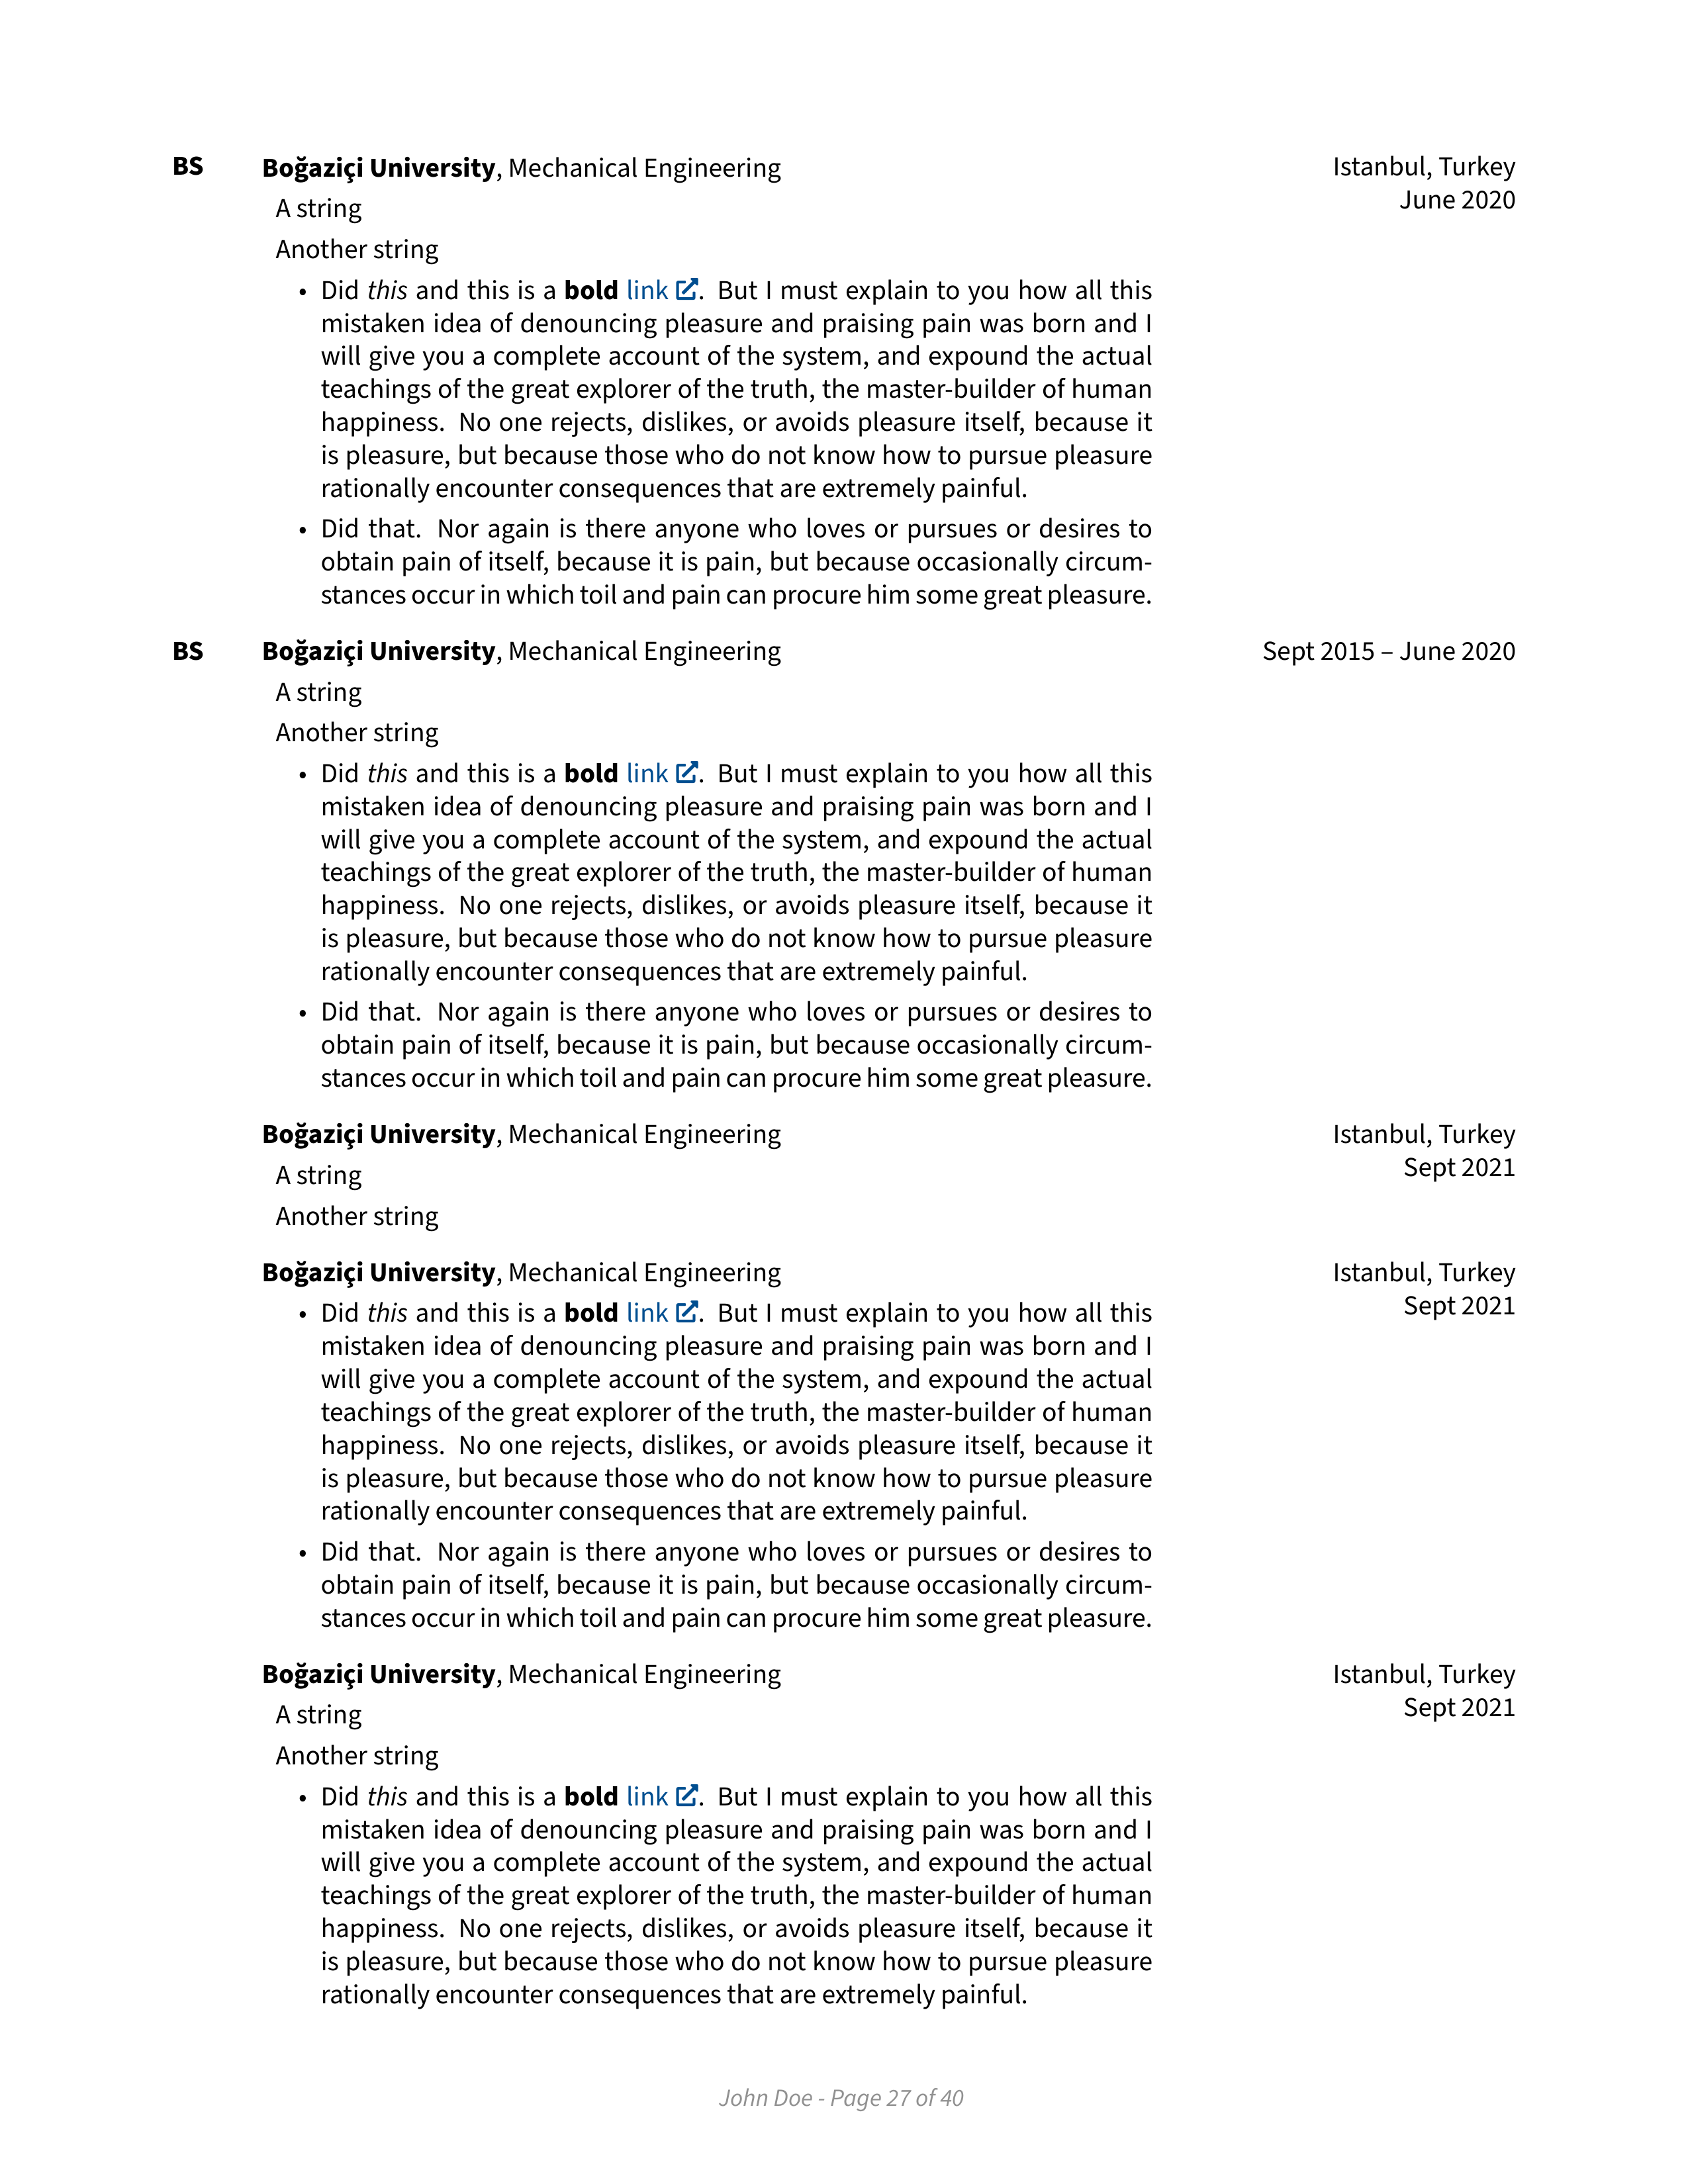 BS Boğaziçi University, Mechanical Engineering Istanbul, Turkey
A string June 2020
Another string
• Did this and this is a bold link. But I must explain to you how all this
mistaken idea of denouncing pleasure and praising pain was born and I
will give you a complete account of the system, and expound the actual
teachings of the great explorer of the truth, the master-builder of human
happiness. No one rejects, dislikes, or avoids pleasure itself, because it
is pleasure, but because those who do not know how to pursue pleasure
rationally encounter consequences that are extremely painful.
• Did that. Nor again is there anyone who loves or pursues or desires to
obtain pain of itself, because it is pain, but because occasionally circum-
stances occur in which toil and pain can procure him some great pleasure.
BS Boğaziçi University, Mechanical Engineering Sept 2015 – June 2020
A string
Another string
• Did this and this is a bold link. But I must explain to you how all this
mistaken idea of denouncing pleasure and praising pain was born and I
will give you a complete account of the system, and expound the actual
teachings of the great explorer of the truth, the master-builder of human
happiness. No one rejects, dislikes, or avoids pleasure itself, because it
is pleasure, but because those who do not know how to pursue pleasure
rationally encounter consequences that are extremely painful.
• Did that. Nor again is there anyone who loves or pursues or desires to
obtain pain of itself, because it is pain, but because occasionally circum-
stances occur in which toil and pain can procure him some great pleasure.
Boğaziçi University, Mechanical Engineering Istanbul, Turkey
A string Sept 2021
Another string
Boğaziçi University, Mechanical Engineering Istanbul, Turkey
Sept 2021
• Did this and this is a bold link. But I must explain to you how all this
mistaken idea of denouncing pleasure and praising pain was born and I
will give you a complete account of the system, and expound the actual
teachings of the great explorer of the truth, the master-builder of human
happiness. No one rejects, dislikes, or avoids pleasure itself, because it
is pleasure, but because those who do not know how to pursue pleasure
rationally encounter consequences that are extremely painful.
• Did that. Nor again is there anyone who loves or pursues or desires to
obtain pain of itself, because it is pain, but because occasionally circum-
stances occur in which toil and pain can procure him some great pleasure.
Boğaziçi University, Mechanical Engineering Istanbul, Turkey
A string Sept 2021
Another string
• Did this and this is a bold link. But I must explain to you how all this
mistaken idea of denouncing pleasure and praising pain was born and I
will give you a complete account of the system, and expound the actual
teachings of the great explorer of the truth, the master-builder of human
happiness. No one rejects, dislikes, or avoids pleasure itself, because it
is pleasure, but because those who do not know how to pursue pleasure
rationally encounter consequences that are extremely painful.
John Doe - Page 27 of 40